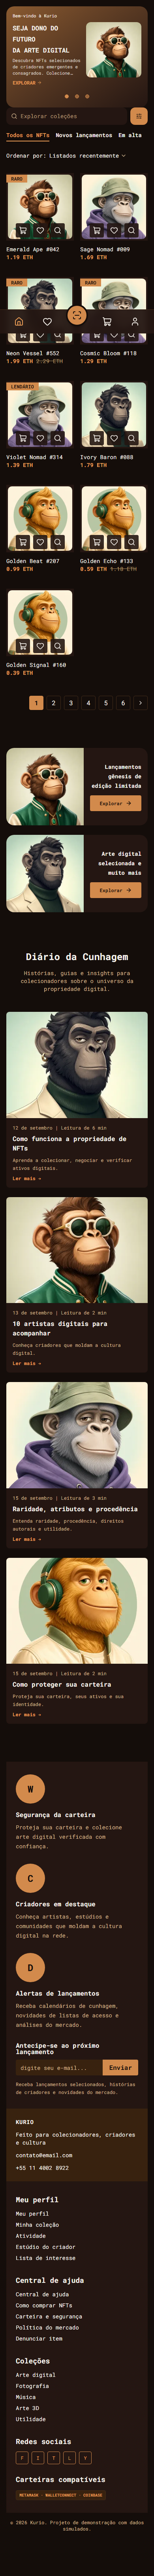 Bem-vindo à Kurio
SEJA DONO DO
FUTURO
DA ARTE DIGITAL
Descubra NFTs selecionados
de criadores emergentes e
consagrados. Colecione…
EXPLORAR
Explorar coleções
Todos os NFTs Novos lançamentos Em alta
Ordenar por: Listados recentemente
RARO
Emerald Ape #042
1.19 ETH
Sage Nomad #009
1.69 ETH
RARO
Neon Vessel #552
1.99 ETH 2.29 ETH
RARO
Cosmic Bloom #118
1.29 ETH
LENDÁRIO
Violet Nomad #314
1.39 ETH
Ivory Baron #088
1.79 ETH
Golden Beat #207
0.99 ETH
Golden Echo #133
0.59 ETH 1.18 ETH
Golden Signal #160
0.39 ETH
1 2 3 4 5 6
Lançamentos
gênesis de
edição limitada
Explorar →
Arte digital
selecionada e
muito mais
Explorar →
Diário da Cunhagem
Histórias, guias e insights para
colecionadores sobre o universo da
propriedade digital.
12 de setembro | Leitura de 6 min
Como funciona a propriedade de
NFTs
Aprenda a colecionar, negociar e verificar
ativos digitais.
Ler mais →
13 de setembro | Leitura de 2 min
10 artistas digitais para
acompanhar
Conheça criadores que moldam a cultura
digital.
Ler mais →
15 de setembro | Leitura de 3 min
Raridade, atributos e procedência
Entenda raridade, procedência, direitos
autorais e utilidade.
Ler mais →
15 de setembro | Leitura de 2 min
Como proteger sua carteira
Proteja sua carteira, seus ativos e sua
identidade.
Ler mais →
W
Segurança da carteira
Proteja sua carteira e colecione
arte digital verificada com
confiança.
C
Criadores em destaque
Conheça artistas, estúdios e
comunidades que moldam a cultura
digital na rede.
D
Alertas de lançamentos
Receba calendários de cunhagem,
novidades de listas de acesso e
análises do mercado.
Antecipe-se ao próximo
lançamento
digite seu e-mail... Enviar
Receba lançamentos selecionados, histórias
de criadores e novidades do mercado.
KURIO
Feito para colecionadores, criadores
e cultura
contato@email.com
+55 11 4002 8922
Meu perfil
Meu perfil
Minha coleção
Atividade
Estúdio do criador
Lista de interesse
Central de ajuda
Central de ajuda
Como comprar NFTs
Carteira e segurança
Política do mercado
Denunciar item
Coleções
Arte digital
Fotografia
Música
Arte 3D
Utilidade
Redes sociais
F I T L Y
Carteiras compatíveis
METAMASK · WALLETCONNECT · COINBASE
© 2026 Kurio. Projeto de demonstração com dados
simulados.